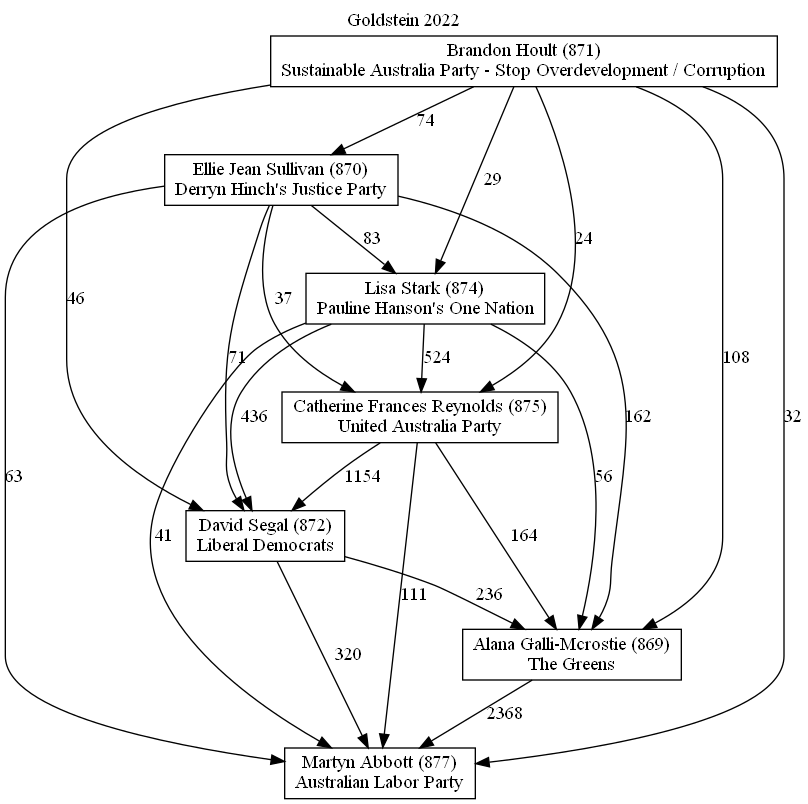 Goldstein 2022
Brandon Hoult (871)
Sustainable Australia Party - Stop Overdevelopment / Corruption
74
Ellie Jean Sullivan (870)
Derryn Hinch's Justice Party
29
83
24
Lisa Stark (874)
Pauline Hanson's One Nation
46
37
71
524
108
Catherine Frances Reynolds (875)
United Australia Party
436
162
32
63
1154
56
David Segal (872)
Liberal Democrats
41
164
111
236
320
Alana Galli-Mcrostie (869)
The Greens
2368
Martyn Abbott (877)
Australian Labor Party